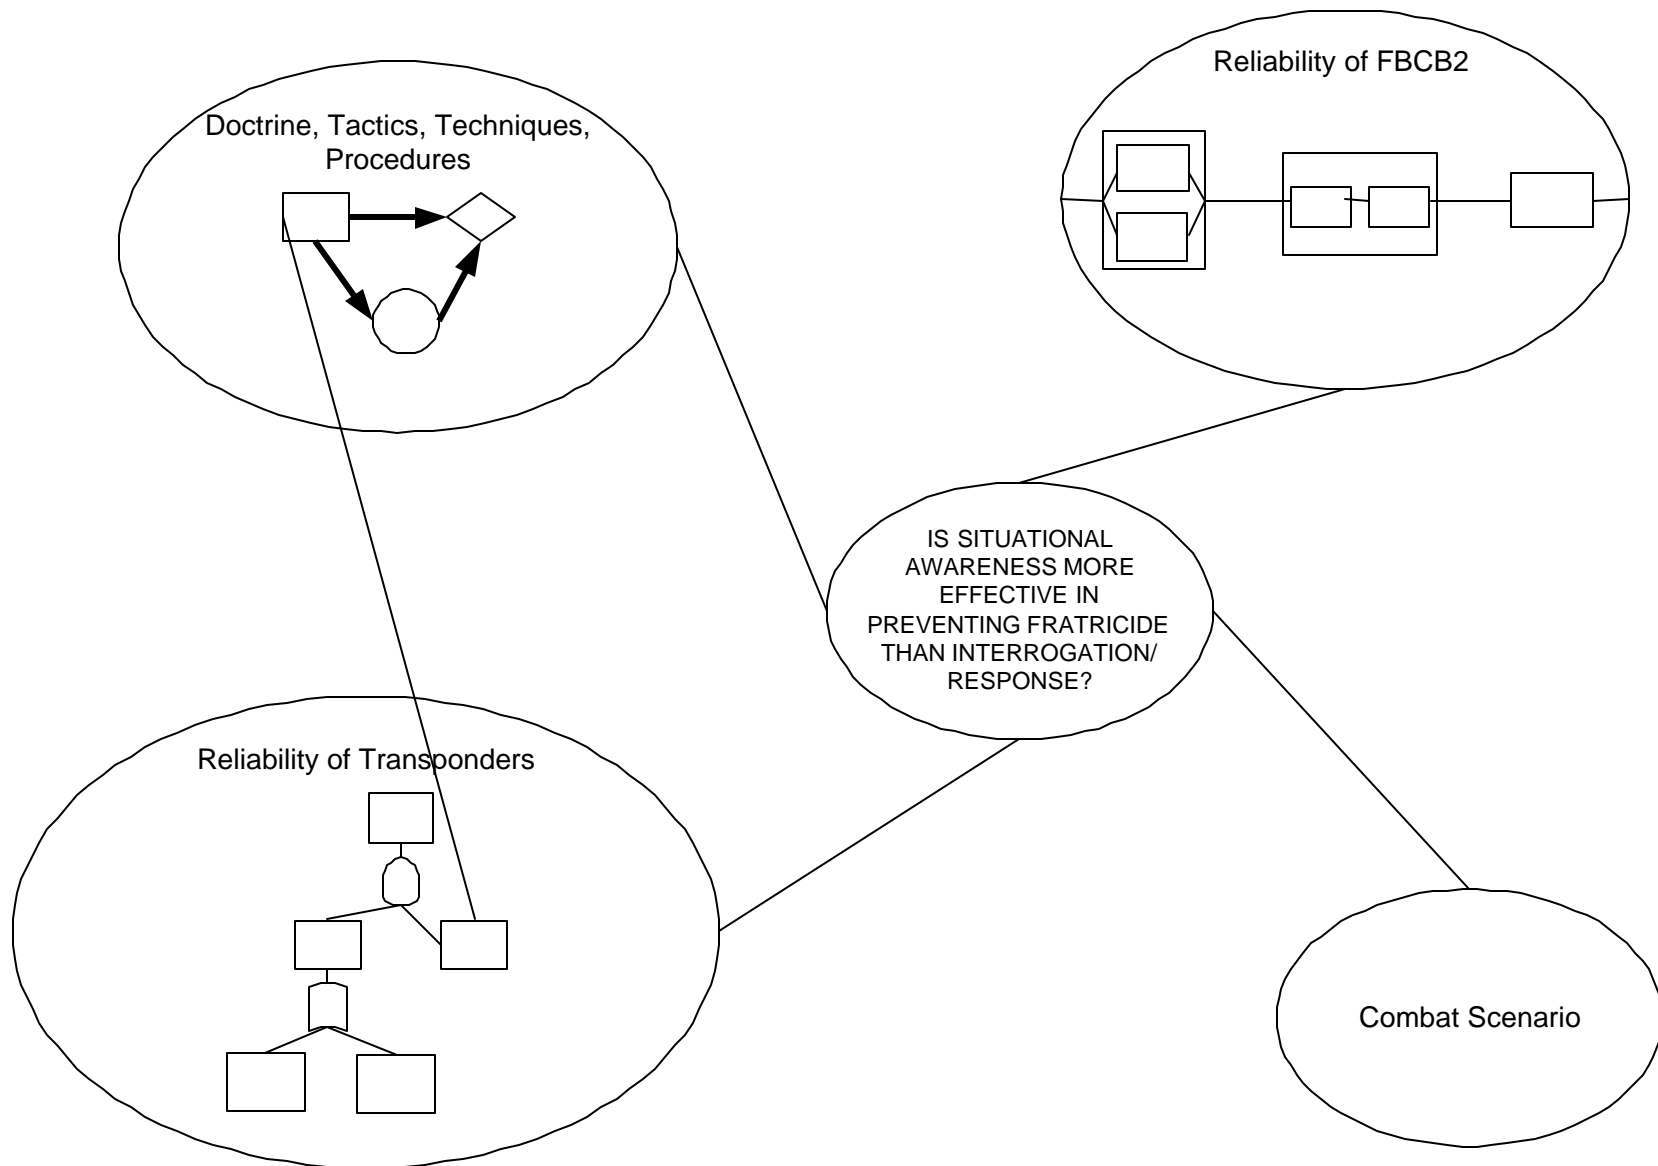 Reliability of FBCB2
Doctrine, Tactics, Techniques,
Procedures
IS SITUATIONAL
AWARENESS MORE
EFFECTIVE IN
PREVENTING FRATRICIDE
THAN INTERROGATION/
RESPONSE?
Reliability of Transponders
Combat Scenario